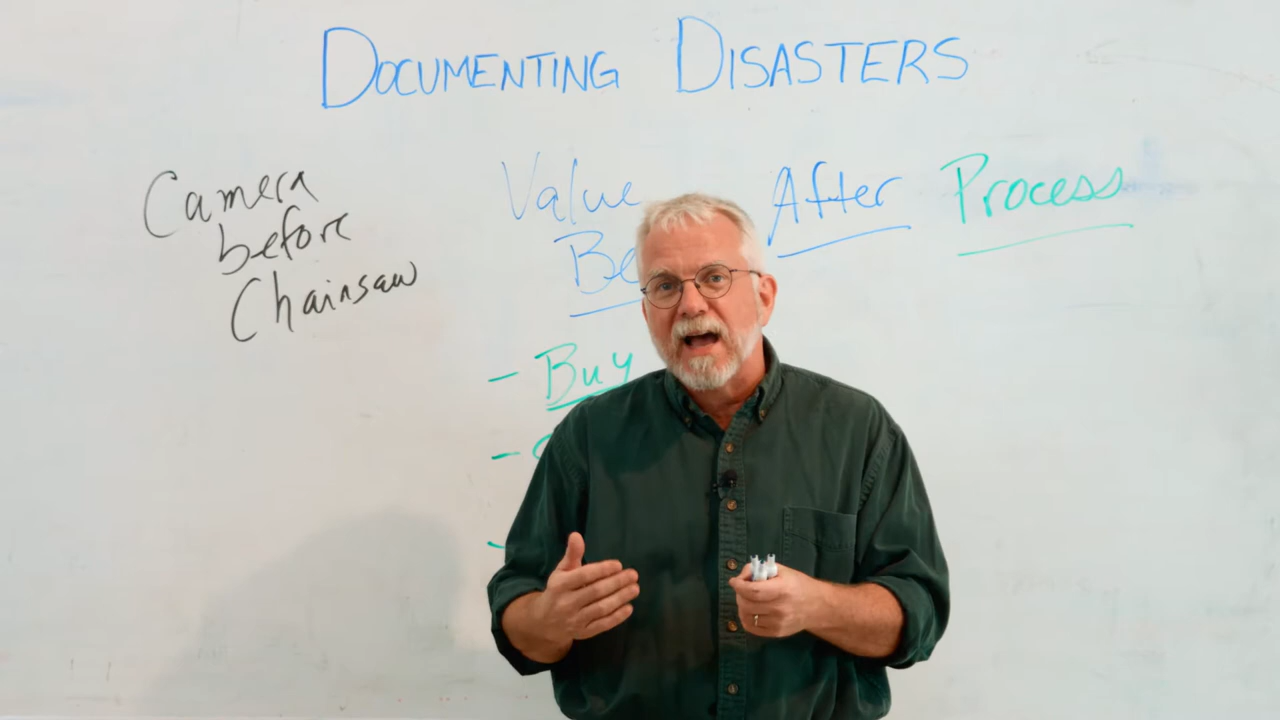 DOCUMENTING DISASTERS
Camera
before
Chainsaw
Value After Process
- Buy